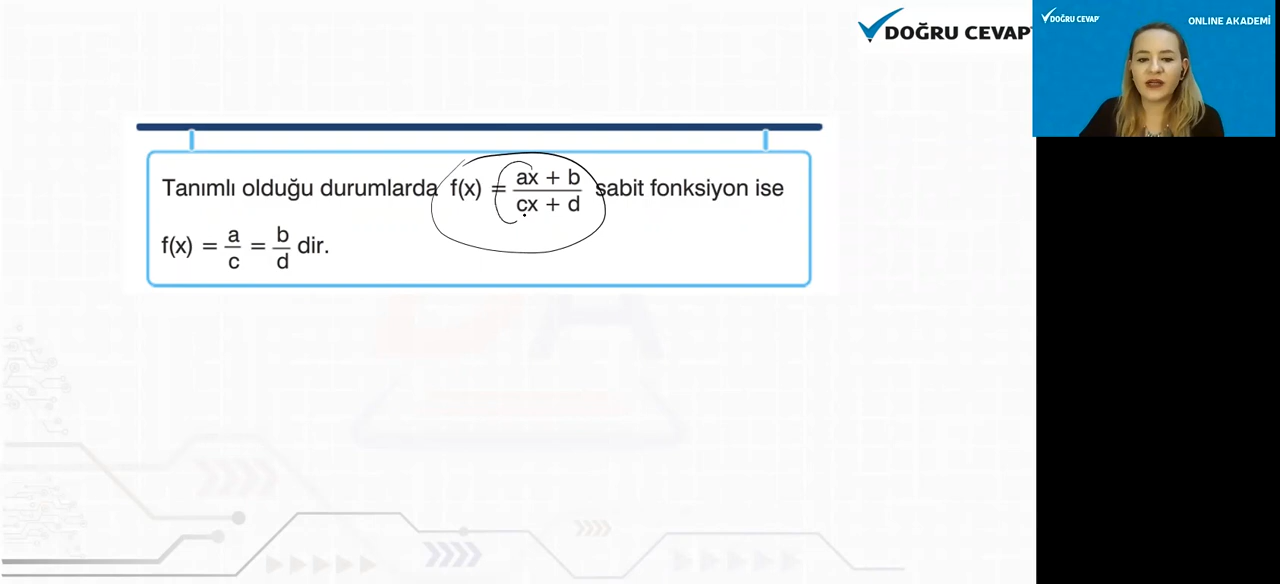 DOĞRU CEVAP
DOĞRU CEVAP
ONLINE AKADEMİ
Tanımlı olduğu durumlarda f(x) = (ax + b)/(cx + d) sabit fonksiyon ise
f(x) = a/c = b/d dir.